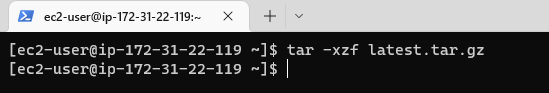 ec2-user@ip-172-31-22-119:~
[ec2-user@ip-172-31-22-119 ~]$ tar -xzf latest.tar.gz
[ec2-user@ip-172-31-22-119 ~]$